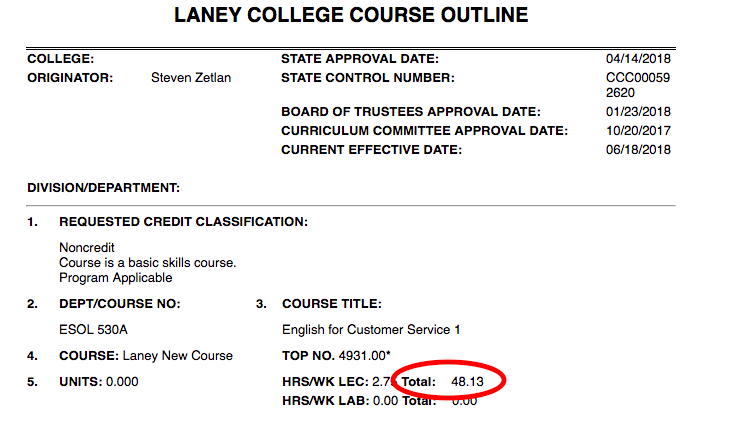 LANEY COLLEGE COURSE OUTLINE
COLLEGE: STATE APPROVAL DATE: 04/14/2018
ORIGINATOR: Steven Zetlan STATE CONTROL NUMBER: CCC00059
2620
BOARD OF TRUSTEES APPROVAL DATE: 01/23/2018
CURRICULUM COMMITTEE APPROVAL DATE: 10/20/2017
CURRENT EFFECTIVE DATE: 06/18/2018
DIVISION/DEPARTMENT:
1. REQUESTED CREDIT CLASSIFICATION:
Noncredit
Course is a basic skills course.
Program Applicable
2. DEPT/COURSE NO: 3. COURSE TITLE:
ESOL 530A English for Customer Service 1
4. COURSE: Laney New Course TOP NO. 4931.00*
5. UNITS: 0.000 HRS/WK LEC: Total: 48.13
HRS/WK LAB: 0.00 Total: 0.00